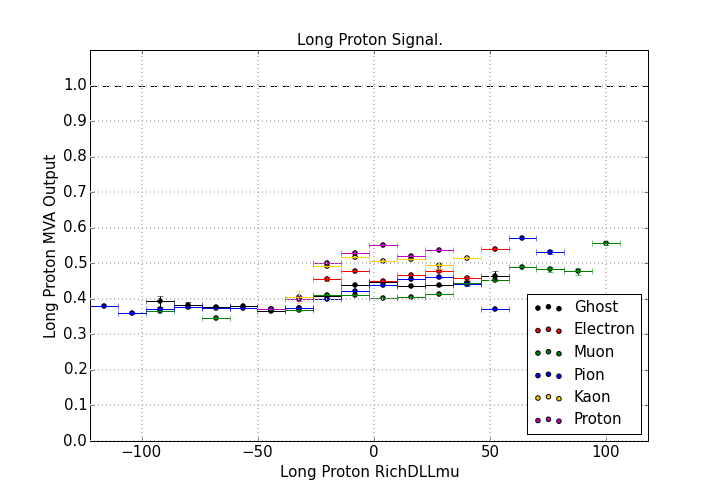 Long Proton Signal.
1.0
0.9
0.8
0.7
0.6
0.5
0.4
0.3
0.2
0.1
0.0
Long Proton MVA Output
Ghost
Electron
Muon
Pion
Kaon
Proton
−100
−50
0
50
100
Long Proton RichDLLmu